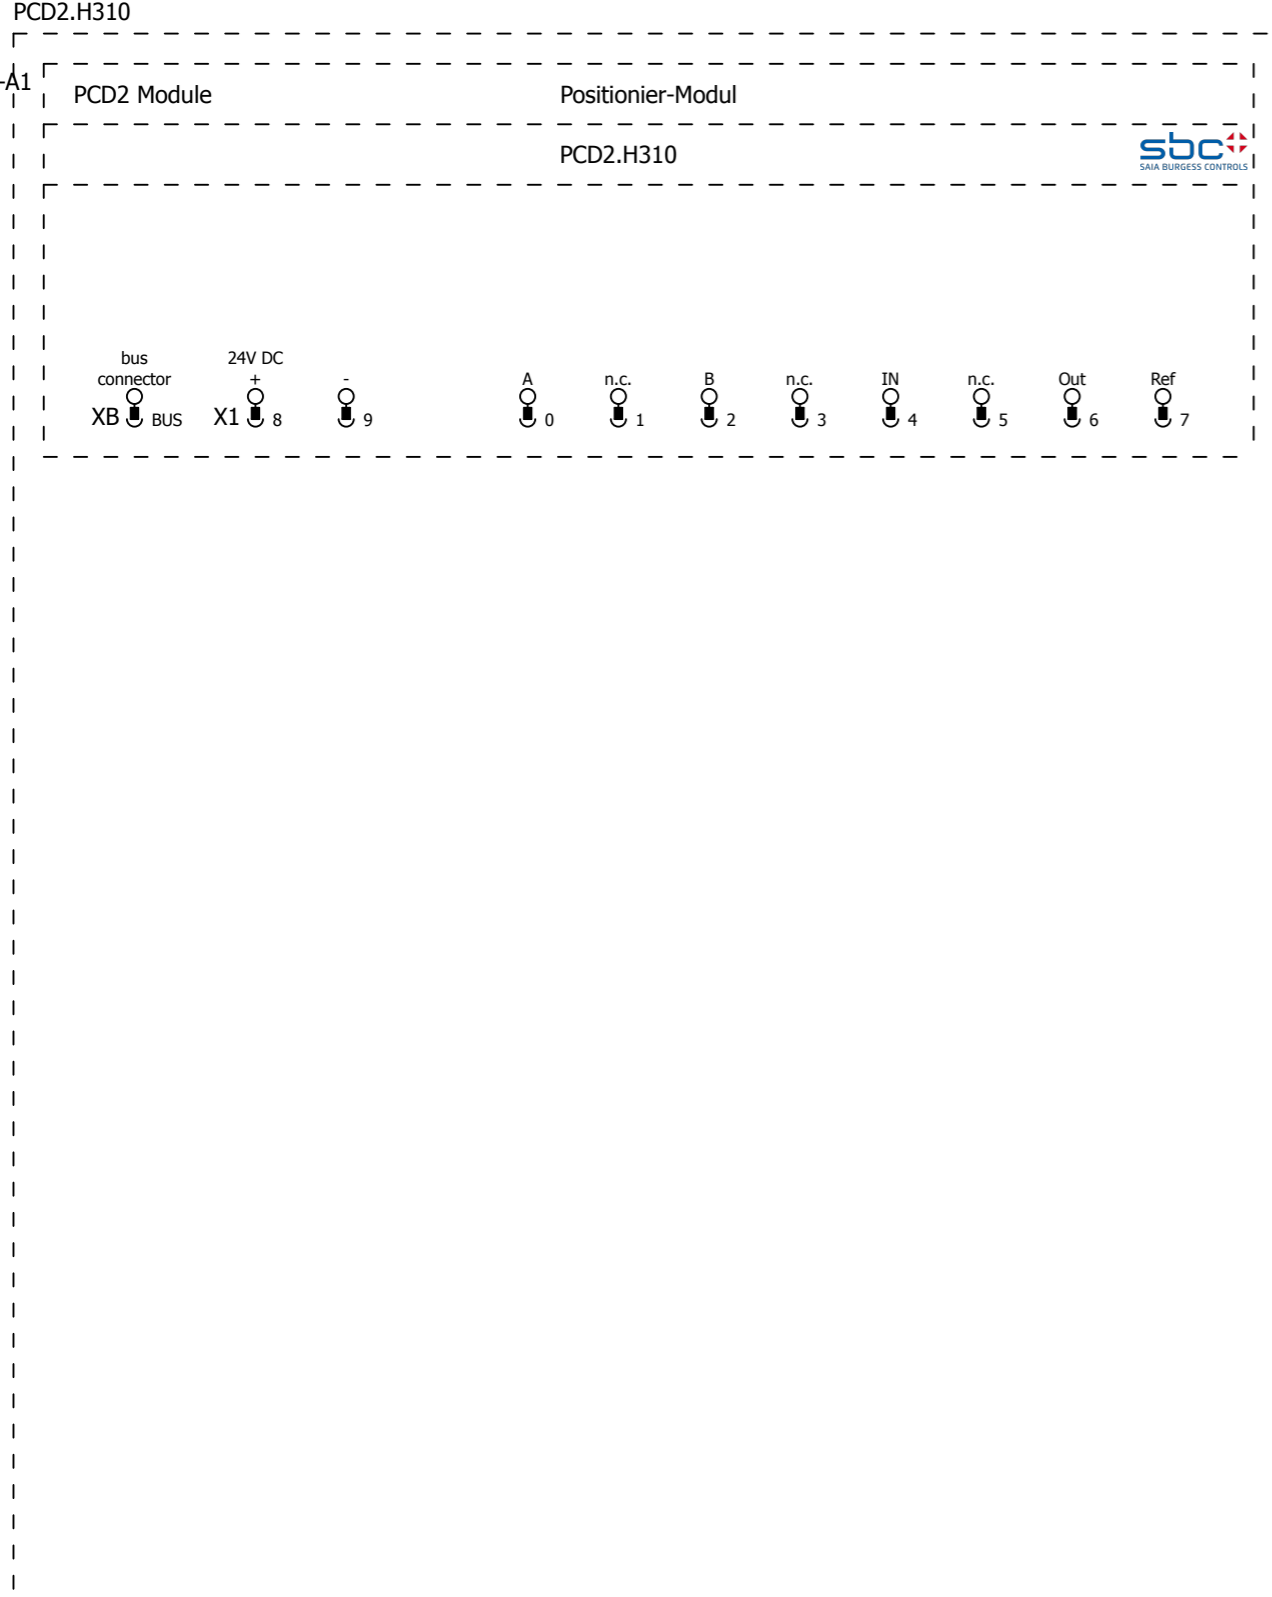 PCD2.H310
-A1
PCD2 Module Positionier-Modul
PCD2.H310
sbc
SAIA BURGESS CONTROLS
bus 24V DC
connector + - A n.c. B n.c. IN n.c. Out Ref
XB BUS X1 8 9 0 1 2 3 4 5 6 7